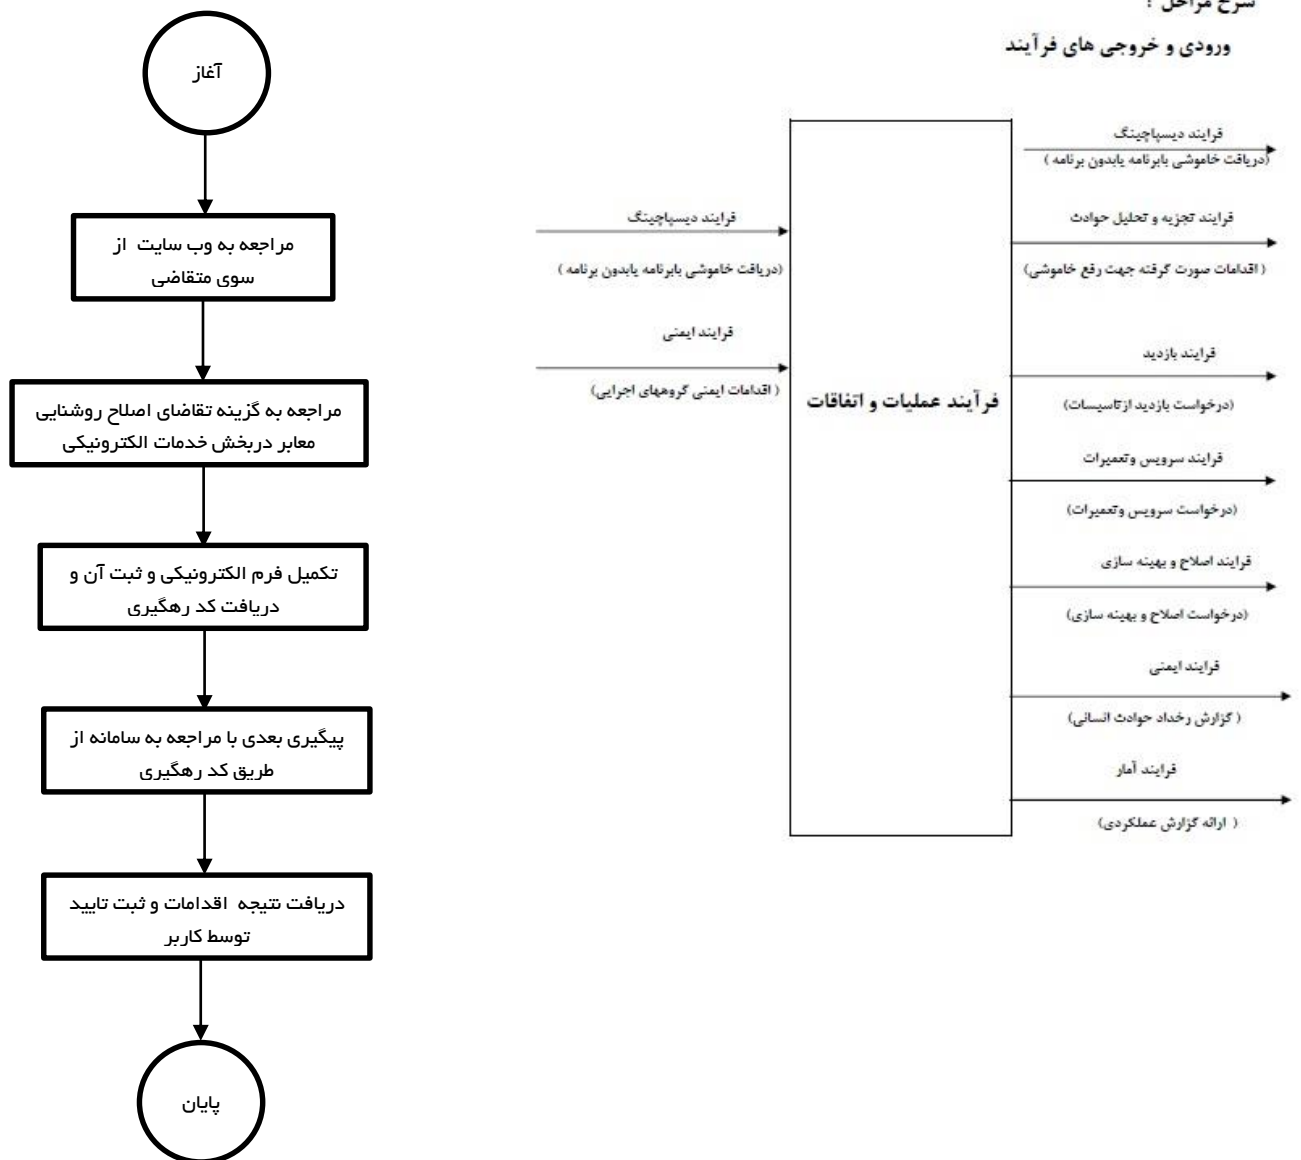 شرح مراحل :
ورودی و خروجی های فرآیند
آغاز
مراجعه به وب سایت از
سوی متقاضی
مراجعه به گزینه تقاضای اصلاح روشنایی
معابر دربخش خدمات الکترونیکی
تکمیل فرم الکترونیکی و ثبت آن و
دریافت کد رهگیری
پیگیری بعدی با مراجعه به سامانه از
طریق کد رهگیری
دریافت نتیجه اقدامات و ثبت تایید
توسط کاربر
پایان
فرایند دیسپاچینگ
(دریافت خاموشی بابرنامه یابدون برنامه )
فرایند ایمنی
( اقدامات ایمنی گروههای اجرایی)
فرآیند عملیات و اتفاقات
فرایند دیسپاچینگ
(دریافت خاموشی بابرنامه یابدون برنامه )
فرایند تجزیه و تحلیل حوادث
( اقدامات صورت گرفته جهت رفع خاموشی)
فرایند بازدید
(درخواست بازدید ازتاسیسات)
فرایند سرویس وتعمیرات
(درخواست سرویس وتعمیرات)
فرایند اصلاح و بهینه سازی
(درخواست اصلاح و بهینه سازی)
فرایند ایمنی
( گزارش رخداد حوادث انسانی)
فرایند آمار
( ارائه گزارش عملکردی)